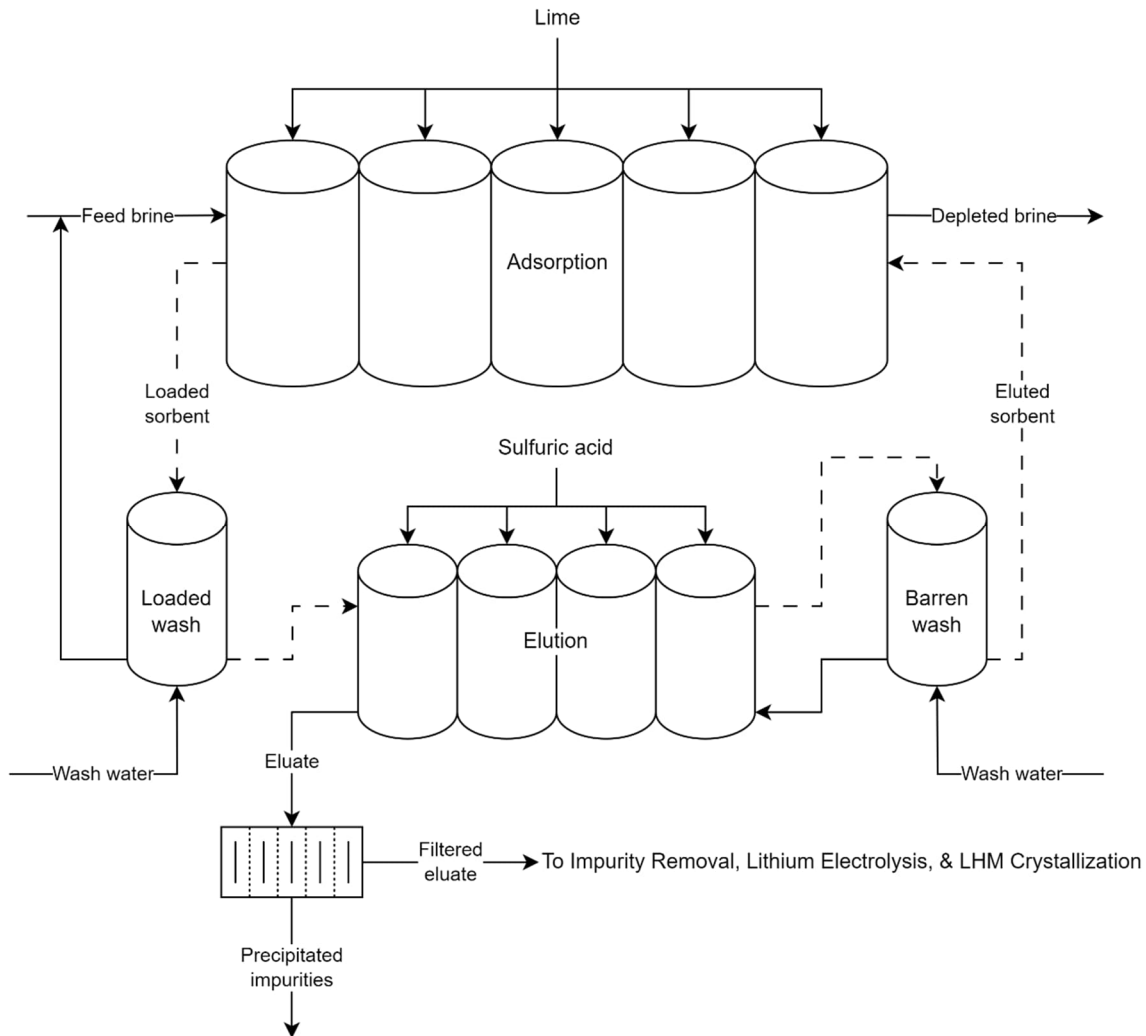 Lime
Feed brine
Depleted brine
Adsorption
Loaded
sorbent
Eluted
sorbent
Sulfuric acid
Loaded
wash
Elution
Barren
wash
Wash water
Eluate
Wash water
Filtered
eluate
To Impurity Removal, Lithium Electrolysis, & LHM Crystallization
Precipitated
impurities